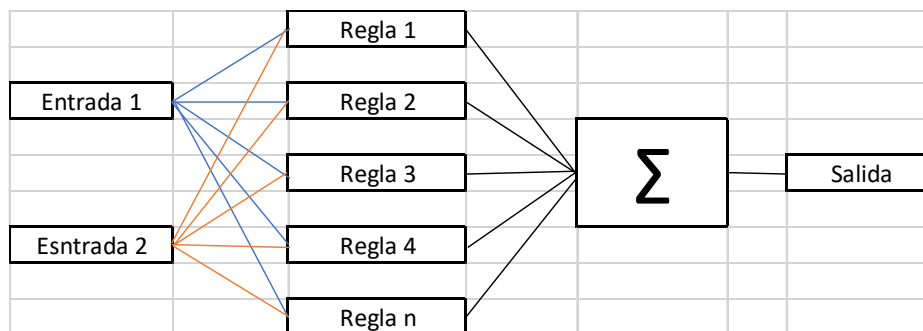 Regla 1
Entrada 1
Regla 2
Regla 3
Σ
Salida
Esntrada 2
Regla 4
Regla n